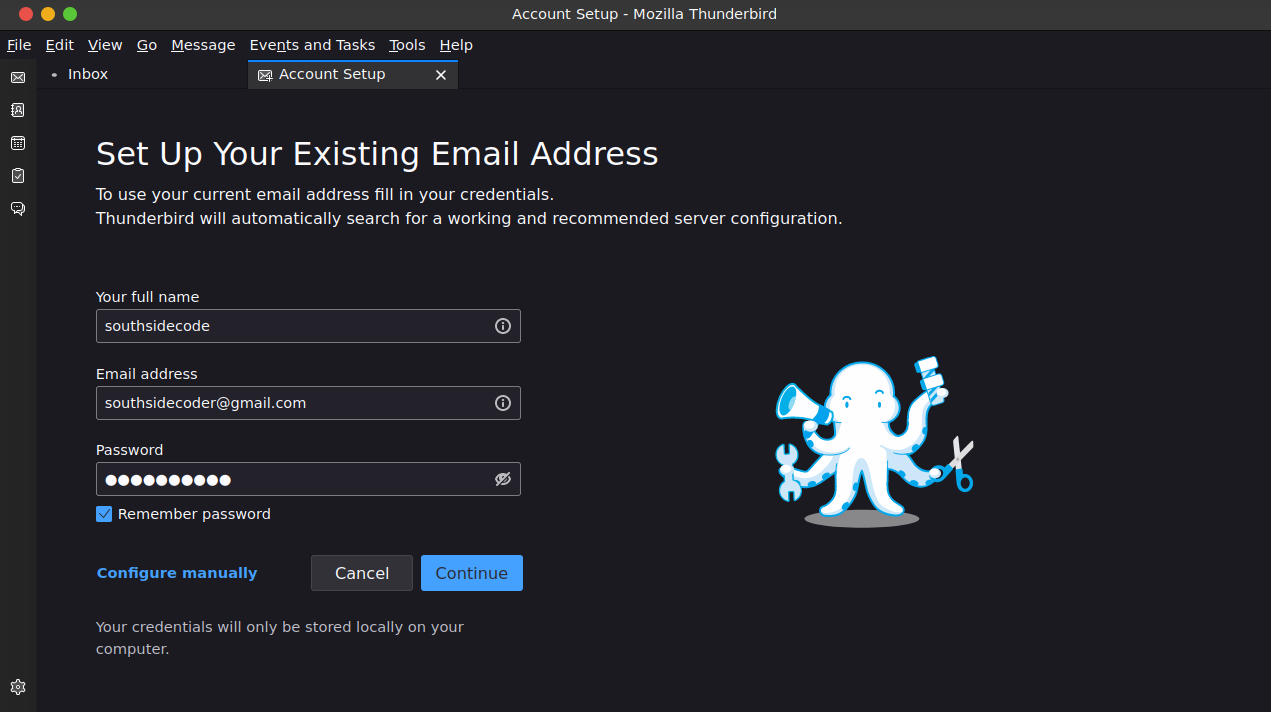 Account Setup - Mozilla Thunderbird
File Edit View Go Message Events and Tasks Tools Help
Inbox Account Setup
Set Up Your Existing Email Address
To use your current email address fill in your credentials.
Thunderbird will automatically search for a working and recommended server configuration.
Your full name
southsidecode
Email address
southsidecoder@gmail.com
Password
●●●●●●●●●●
Remember password
Configure manually Cancel Continue
Your credentials will only be stored locally on your
computer.